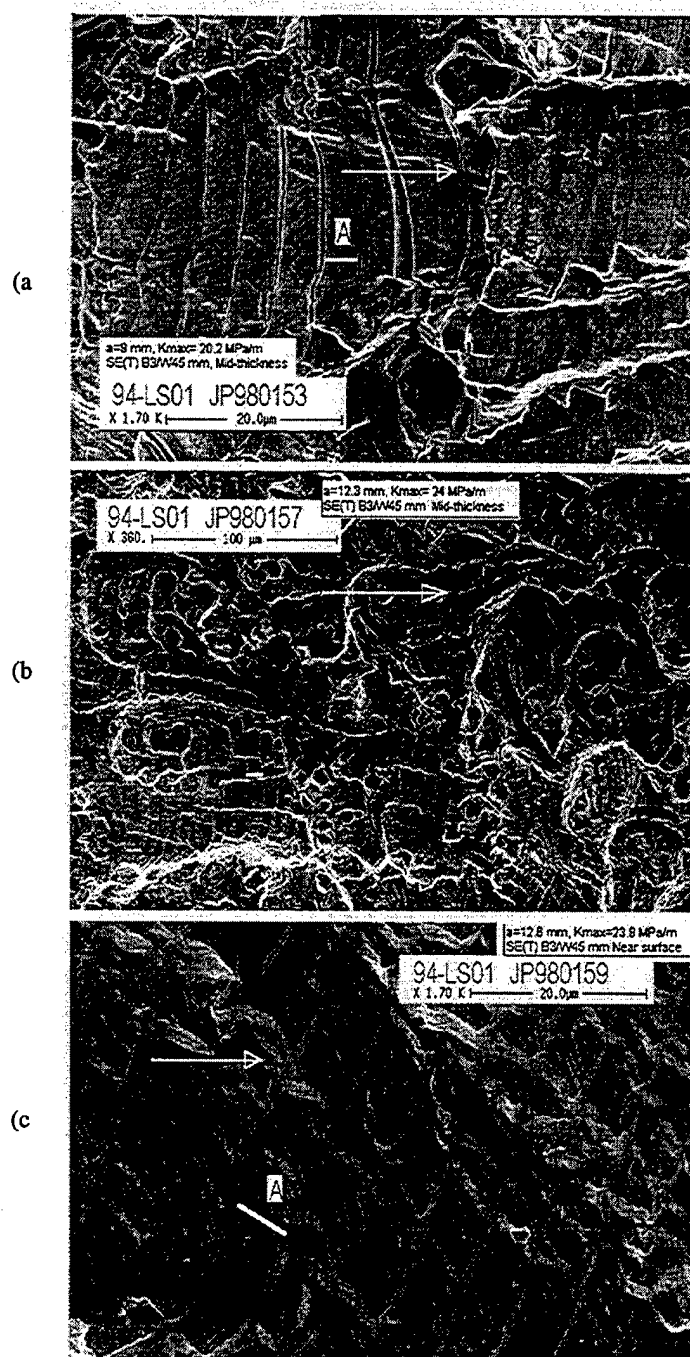 (a
A
a=8 mm, Kmax= 20.2 MPa/m
SE(T) B3/W45 mm, Mid-thickness
94-LS01 JP980153
X 1.70 K 20.0µm
(b
94-LS01 JP980157
X 360. 100 µm
a=12.3 mm, Kmax= 24 MPa/m
SE(T) B3/W45 mm Mid-thickness
(c
a=12.8 mm, Kmax=23.9 MPa/m
SE(T) B3/W45 mm Near surface
94-LS01 JP980159
X 1.70 K 20.0µm
A